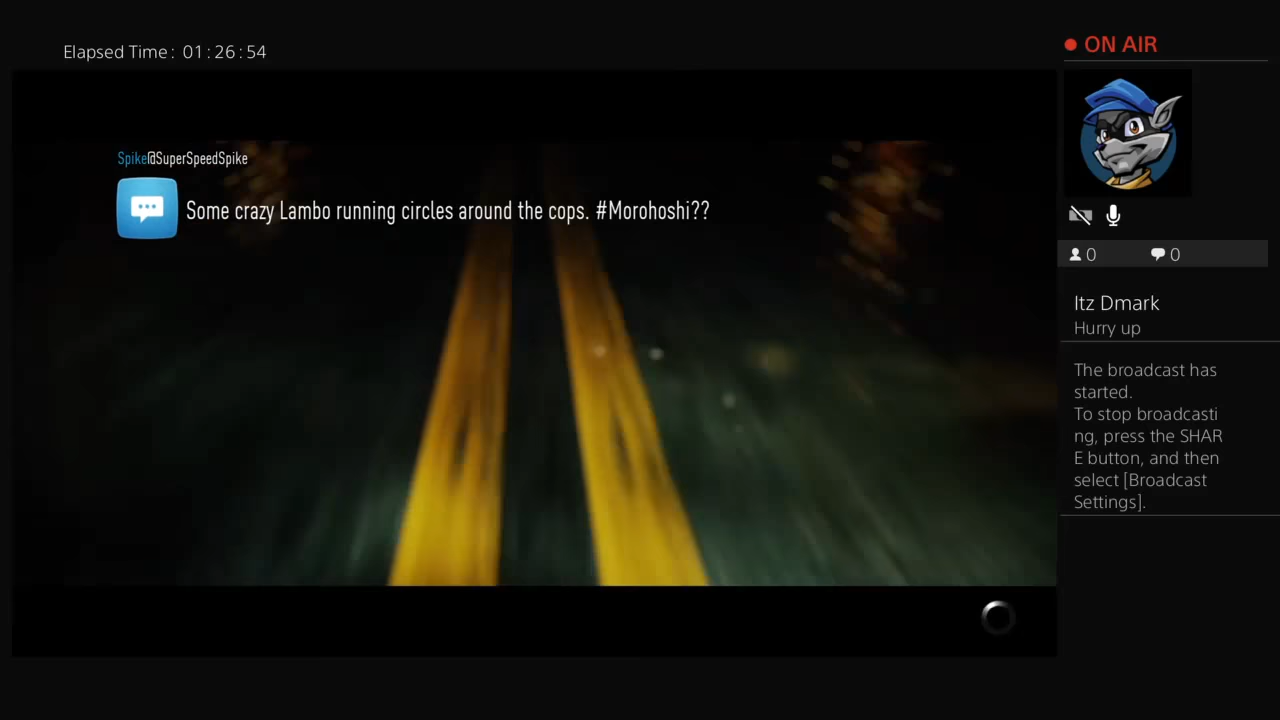 Elapsed Time: 01:26:54
ON AIR
Spike@SuperSpeedSpike
Some crazy Lambo running circles around the cops. #Morohoshi??
0
0
Itz Dmark
Hurry up
The broadcast has
started.
To stop broadcasti
ng, press the SHAR
E button, and then
select [Broadcast
Settings].